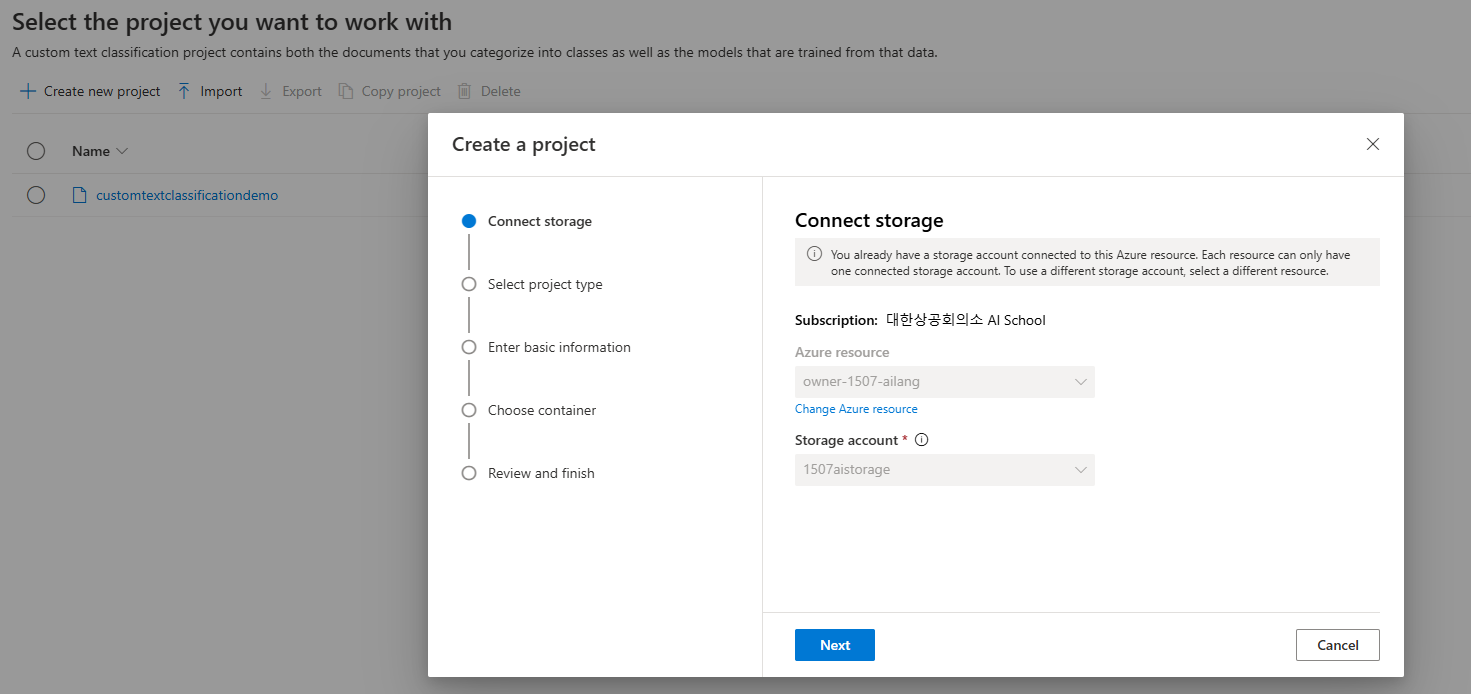 Select the project you want to work with
A custom text classification project contains both the documents that you categorize into classes as well as the models that are trained from that data.
Create new project Import Export Copy project Delete
Name
customtextclassificationdemo
Create a project
Connect storage
Select project type
Enter basic information
Choose container
Review and finish
Connect storage
You already have a storage account connected to this Azure resource. Each resource can only have
one connected storage account. To use a different storage account, select a different resource.
Subscription: 대한상공회의소 AI School
Azure resource
owner-1507-ailang
Change Azure resource
Storage account *
1507aistorage
Next Cancel